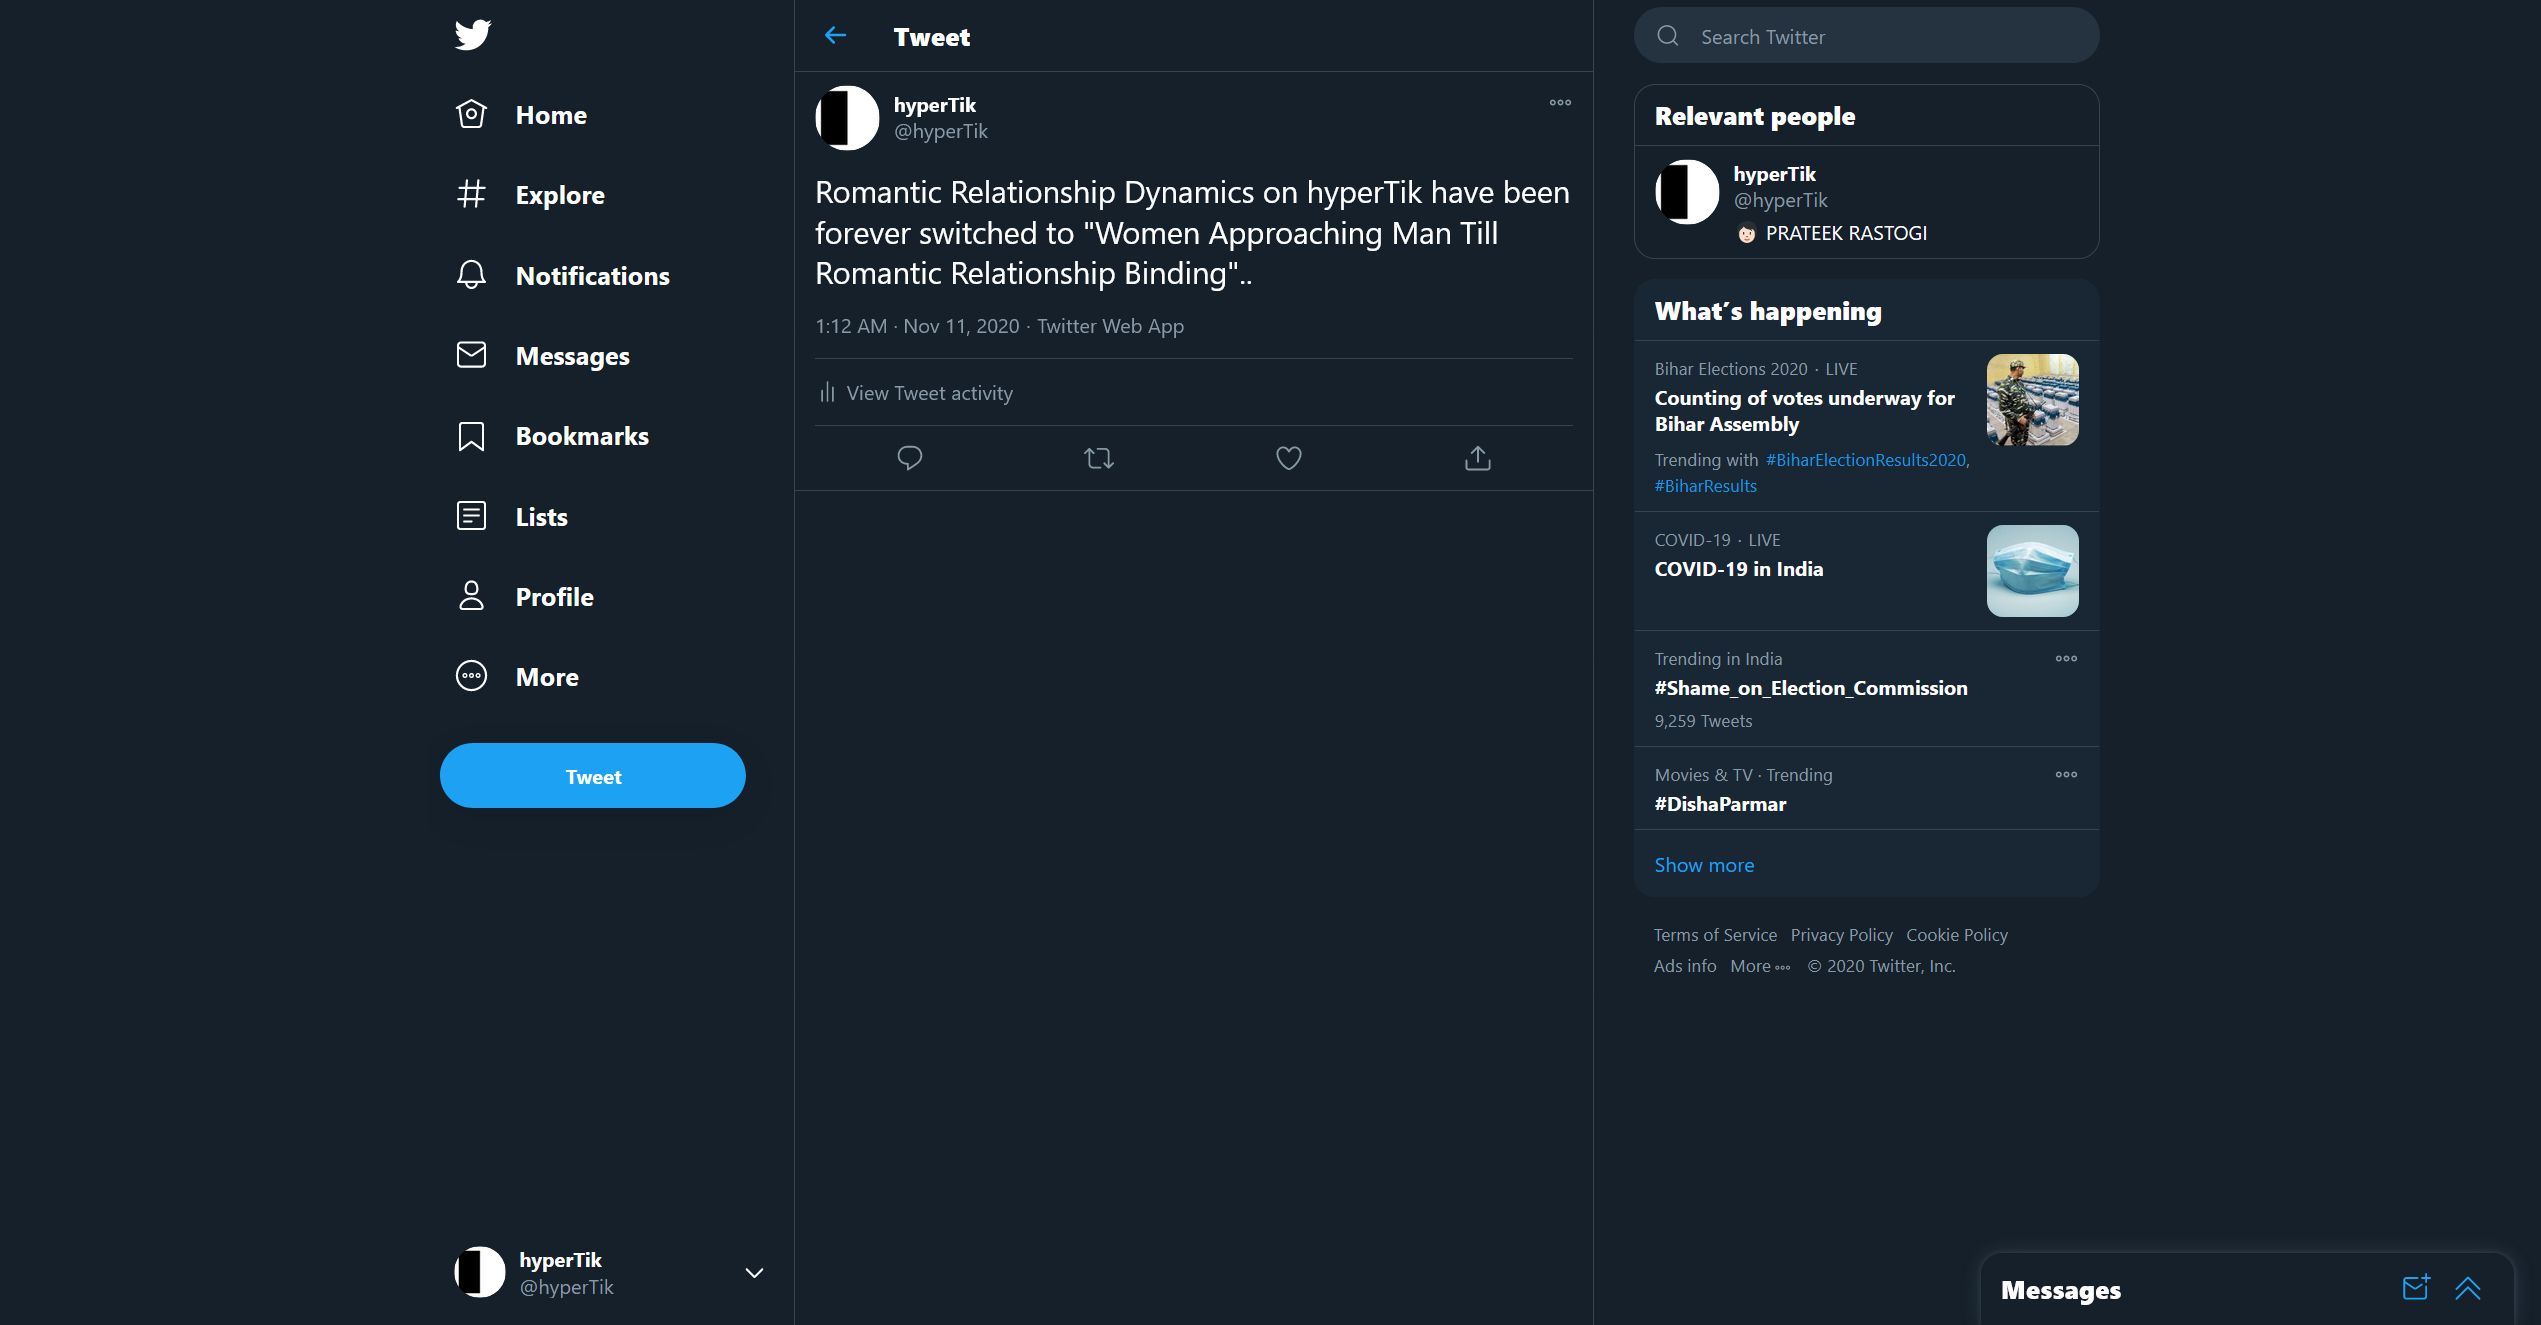 Home
Explore
Notifications
Messages
Bookmarks
Lists
Profile
More
Tweet
hyperTik
@hyperTik
Tweet
hyperTik
@hyperTik
Romantic Relationship Dynamics on hyperTik have been
forever switched to "Women Approaching Man Till
Romantic Relationship Binding"..
1:12 AM · Nov 11, 2020 · Twitter Web App
View Tweet activity
Search Twitter
Relevant people
hyperTik
@hyperTik
PRATEEK RASTOGI
What's happening
Bihar Elections 2020 · LIVE
Counting of votes underway for
Bihar Assembly
Trending with #BiharElectionResults2020,
#BiharResults
COVID-19 · LIVE
COVID-19 in India
Trending in India
#Shame_on_Election_Commission
9,259 Tweets
Movies & TV · Trending
#DishaParmar
Show more
Terms of Service Privacy Policy Cookie Policy
Ads info More © 2020 Twitter, Inc.
Messages